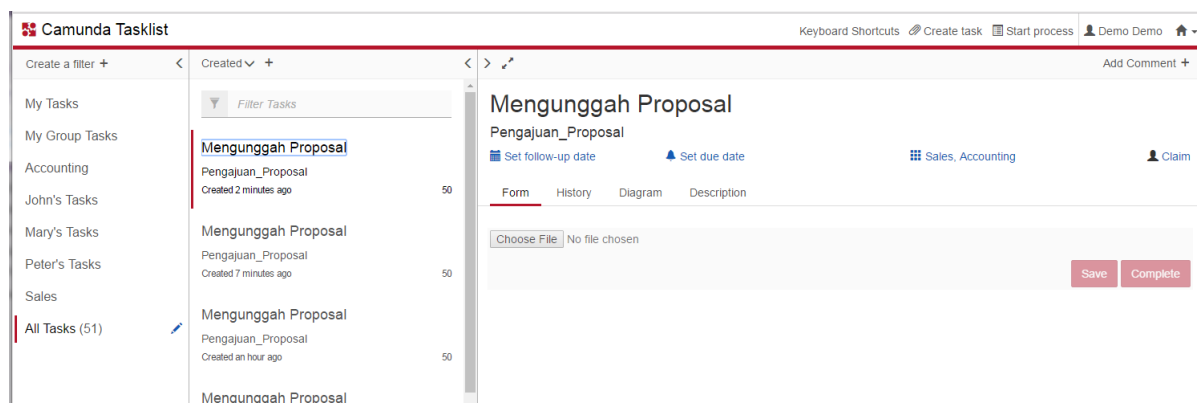 Camunda Tasklist
Keyboard Shortcuts Create task Start process Demo Demo
Create a filter +
Created +
Add Comment +
My Tasks
My Group Tasks
Accounting
John's Tasks
Mary's Tasks
Peter's Tasks
Sales
All Tasks (51)
Filter Tasks
Mengunggah Proposal
Pengajuan_Proposal
Created 2 minutes ago 50
Mengunggah Proposal
Pengajuan_Proposal
Created 7 minutes ago 50
Mengunggah Proposal
Pengajuan_Proposal
Created an hour ago 50
Mengunggah Proposal
Mengunggah Proposal
Pengajuan_Proposal
Set follow-up date Set due date Sales, Accounting Claim
Form History Diagram Description
Choose File No file chosen
Save Complete